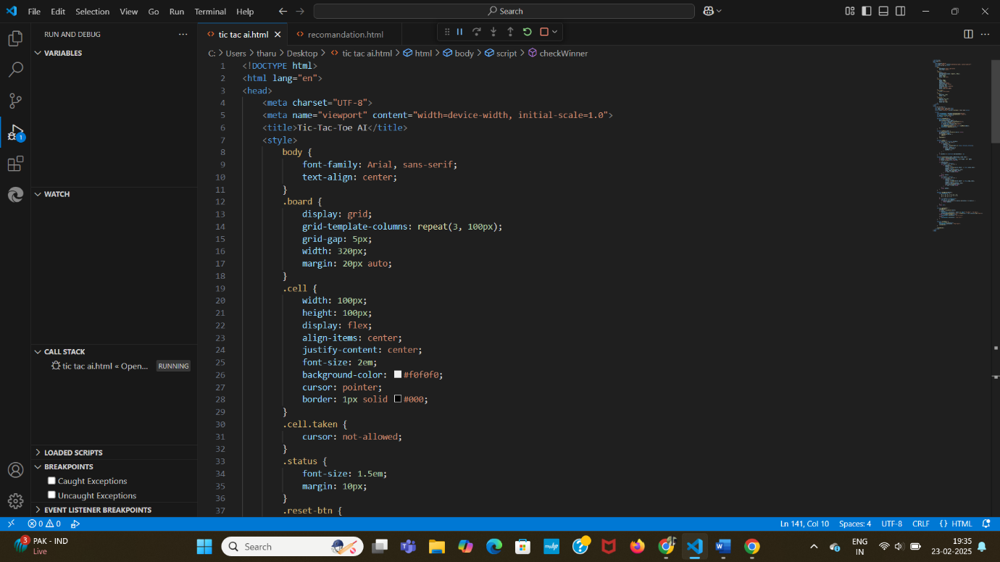 File Edit Selection View Go Run Terminal Help
Search
RUN AND DEBUG
tic tac ai.html
recomandation.html
VARIABLES
C: > Users > tharu > Desktop > tic tac ai.html > html > body > script > checkWinner
1 <!DOCTYPE html>
2 <html lang="en">
3 <head>
4 <meta charset="UTF-8">
5 <meta name="viewport" content="width=device-width, initial-scale=1.0">
6 <title>Tic-Tac-Toe AI</title>
7 <style>
8 body {
9 font-family: Arial, sans-serif;
10 text-align: center;
11 }
12 .board {
13 display: grid;
14 grid-template-columns: repeat(3, 100px);
15 grid-gap: 5px;
16 width: 320px;
17 margin: 20px auto;
18 }
19 .cell {
20 width: 100px;
21 height: 100px;
22 display: flex;
23 align-items: center;
24 justify-content: center;
25 font-size: 2em;
26 background-color: #f0f0f0;
27 cursor: pointer;
28 border: 1px solid #000;
29 }
30 .cell.taken {
31 cursor: not-allowed;
32 }
33 .status {
34 font-size: 1.5em;
35 margin: 10px;
36 }
37 .reset-btn {
1
WATCH
CALL STACK
tic tac ai.html « Open... RUNNING
LOADED SCRIPTS
BREAKPOINTS
Caught Exceptions
Uncaught Exceptions
EVENT LISTENER BREAKPOINTS
0 0
Ln 141, Col 10 Spaces: 4 UTF-8 CRLF {} HTML
3
PAK - IND
Live
Search
myhp
ENG
IN
19:35
23-02-2025